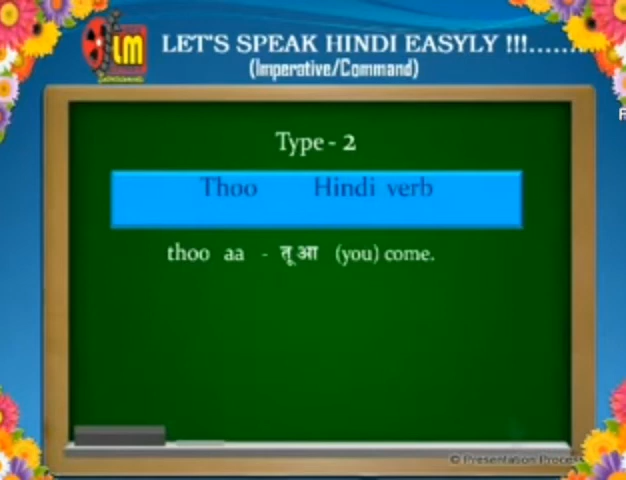 LM
LET'S SPEAK HINDI EASYLY !!!......
(Imperative/Command)
Type - 2
Thoo Hindi verb
thoo aa - तू आ (you) come.
© Presentation Process